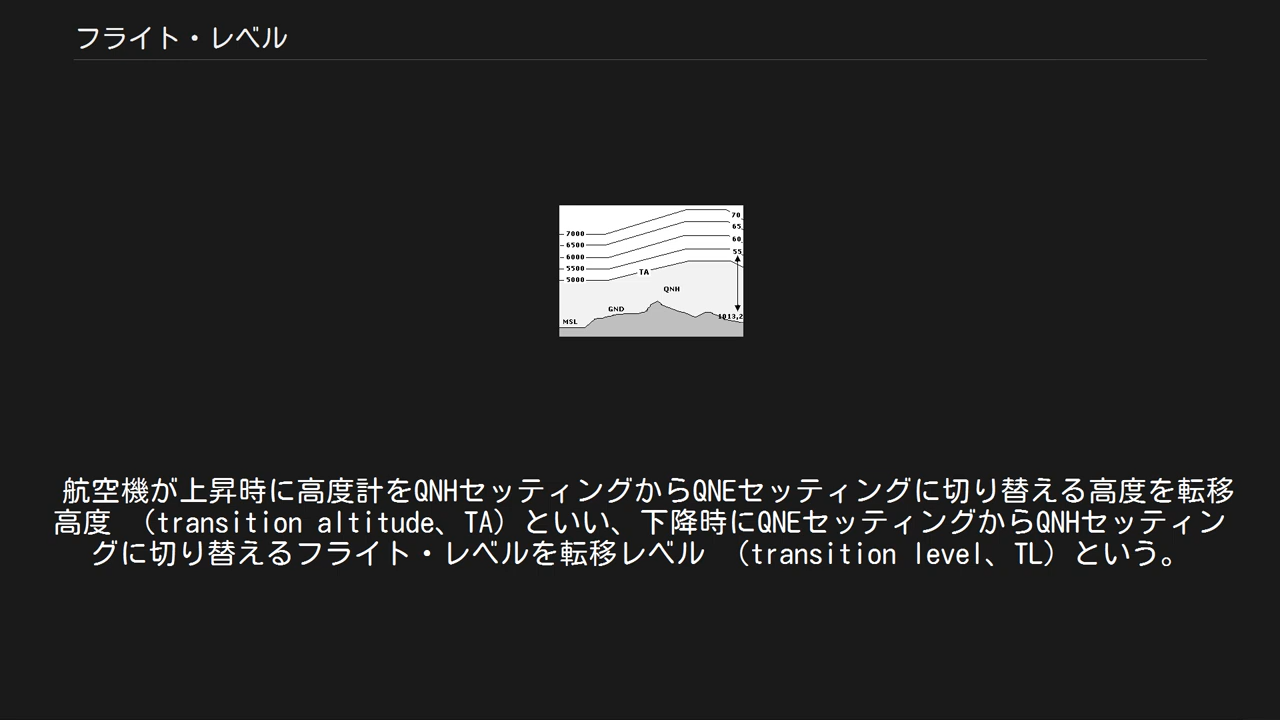 フライト・レベル
70
65
7000
60
6500
55
6000
5500
TA
5000
QNH
GND
1013,2
MSL
航空機が上昇時に高度計をQNHセッティングからQNEセッティングに切り替える高度を転移
高度 （transition altitude、TA）といい、下降時にQNEセッティングからQNHセッティン
グに切り替えるフライト・レベルを転移レベル （transition level、TL）という。